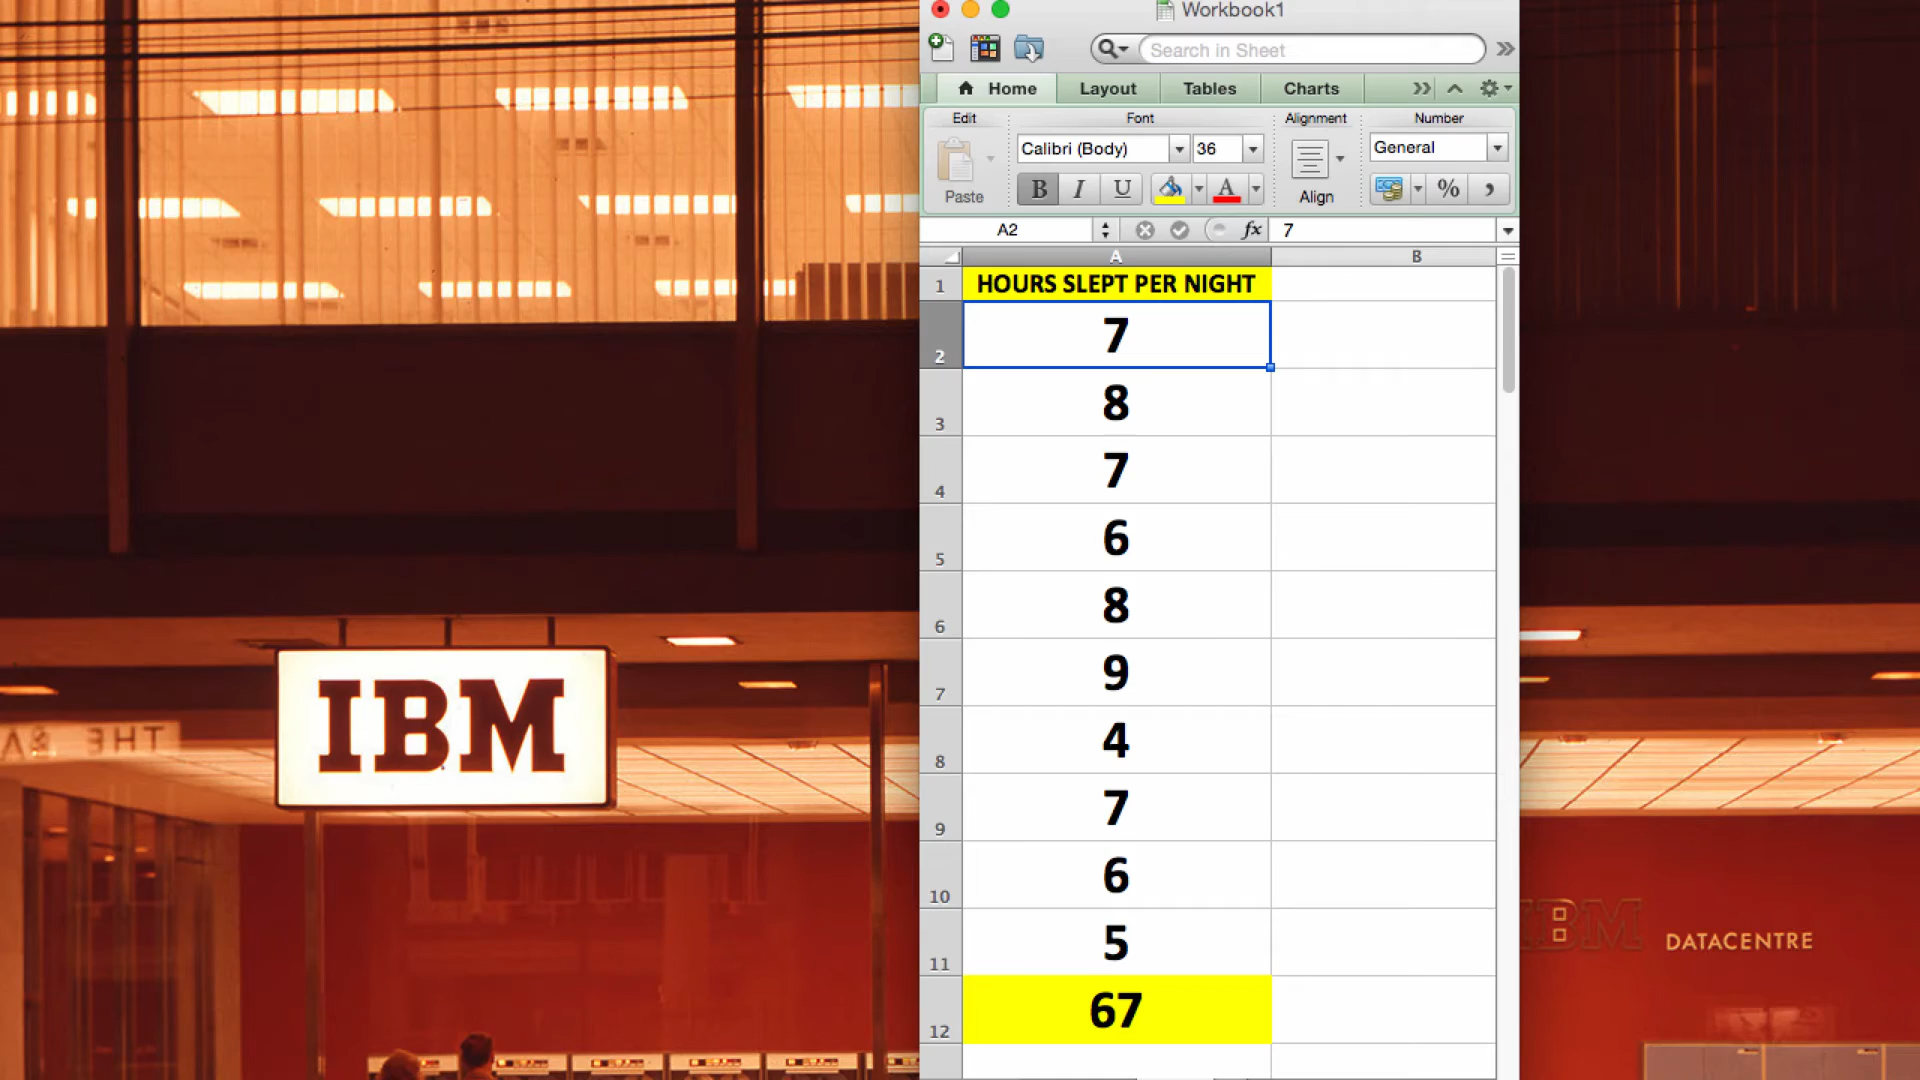 THE BA
IBM
IBM
DATACENTRE
Workbook1
Search in Sheet
Home
Layout
Tables
Charts
Edit
Font
Alignment
Number
Calibri (Body)
36
General
Paste
B
I
U
A
Align
%
A2
fx
7
A
B
1
HOURS SLEPT PER NIGHT
2
7
3
8
4
7
5
6
6
8
7
9
8
4
9
7
10
6
11
5
12
67